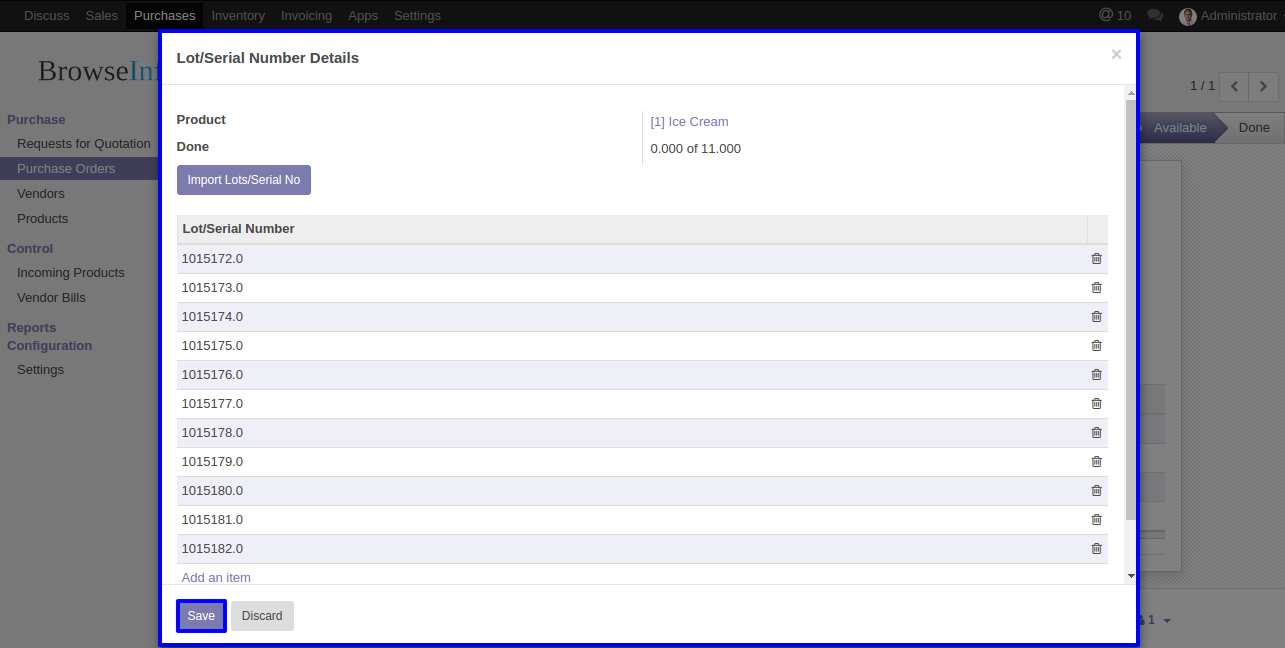 Discuss Sales Purchases Inventory Invoicing Apps Settings @ 10 Administrator
Lot/Serial Number Details ×
BrowseInf
1 / 1
Purchase
Requests for Quotation
Purchase Orders
Vendors
Products
Control
Incoming Products
Vendor Bills
Reports
Configuration
Settings
Available Done
Product [1] Ice Cream
Done 0.000 of 11.000
Import Lots/Serial No
Lot/Serial Number
1015172.0
1015173.0
1015174.0
1015175.0
1015176.0
1015177.0
1015178.0
1015179.0
1015180.0
1015181.0
1015182.0
Add an item
Save Discard
1